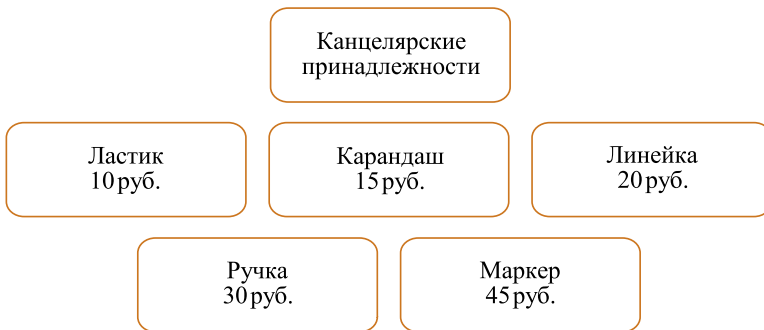 Канцелярские
принадлежности
Ластик
10 руб.
Карандаш
15 руб.
Линейка
20 руб.
Ручка
30 руб.
Маркер
45 руб.